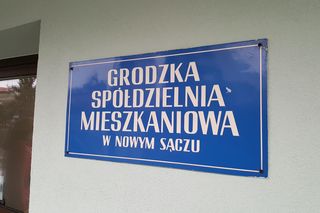 GRODZKA
SPÓŁDZIELNIA
MIESZKANIOWA
W NOWYM SĄCZU